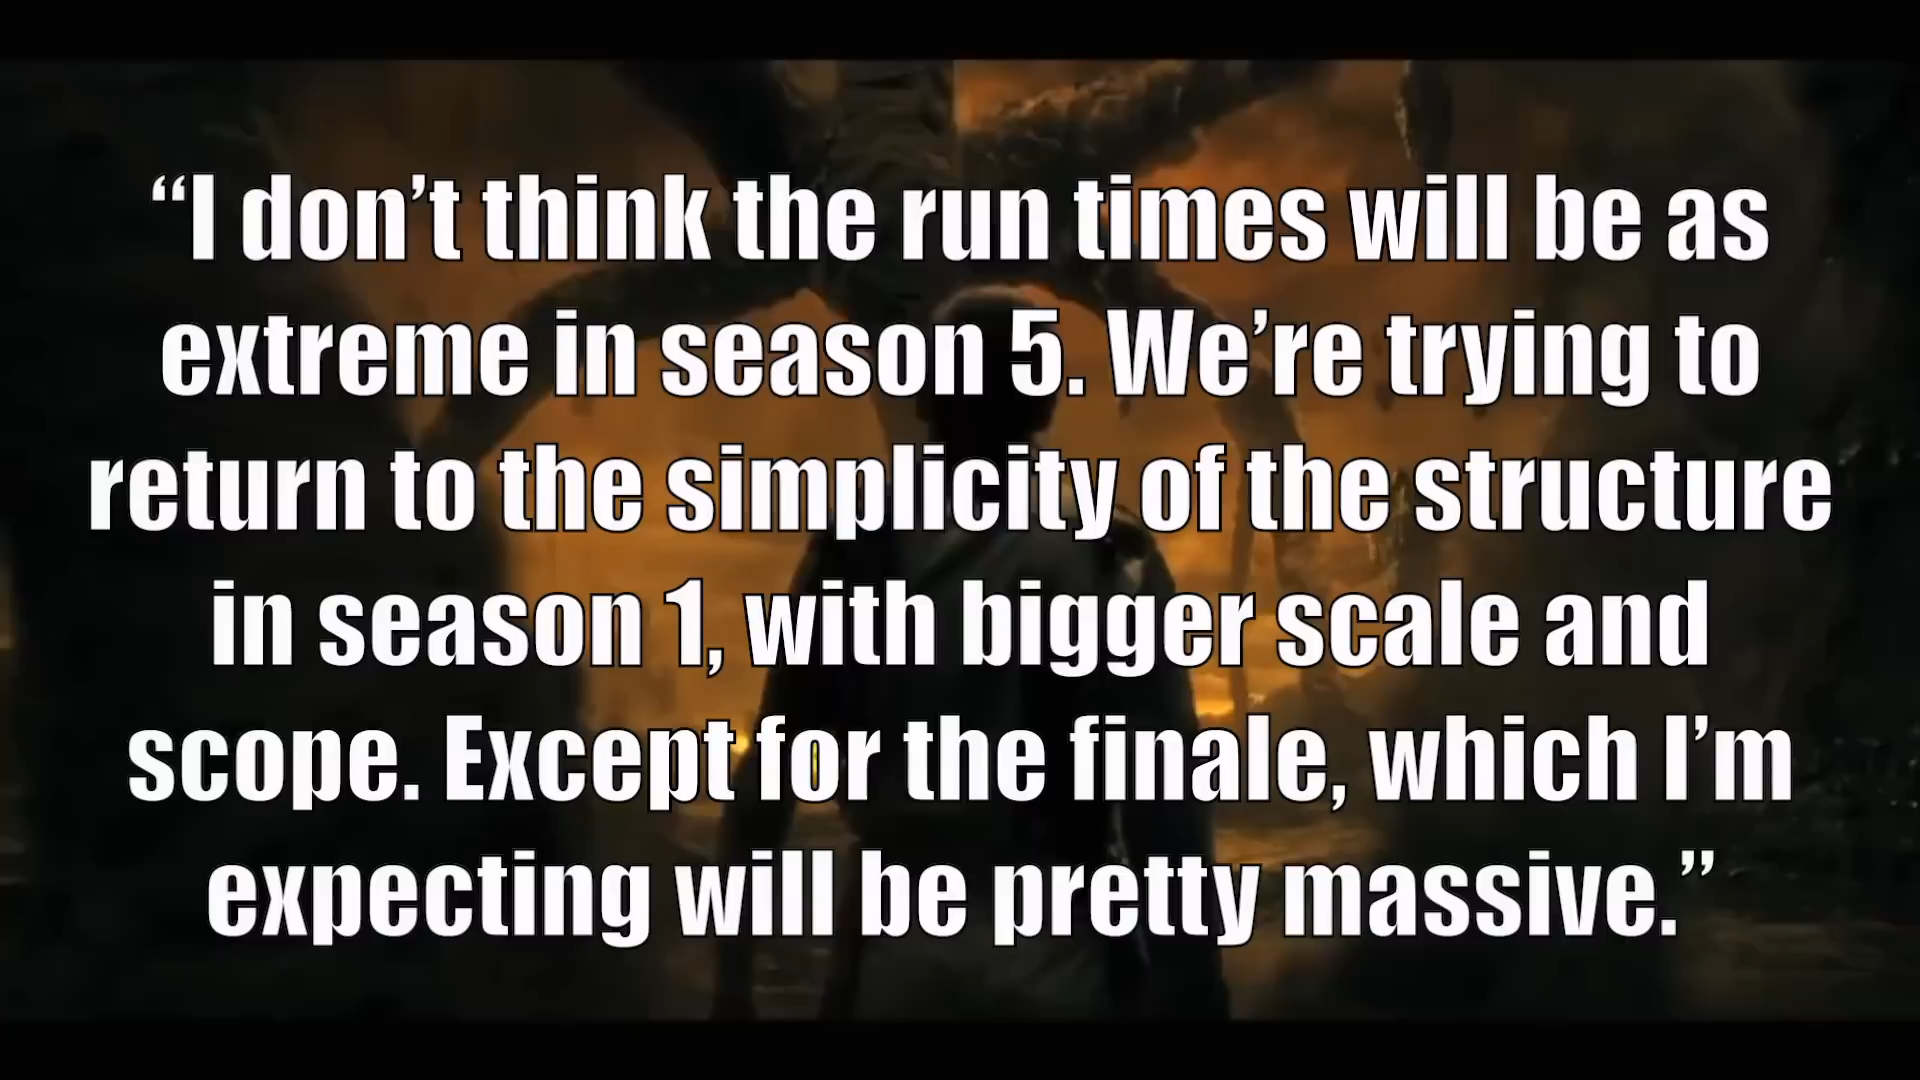 “I don’t think the run times will be as
extreme in season 5. We’re trying to
return to the simplicity of the structure
in season 1, with bigger scale and
scope. Except for the finale, which I’m
expecting will be pretty massive.”